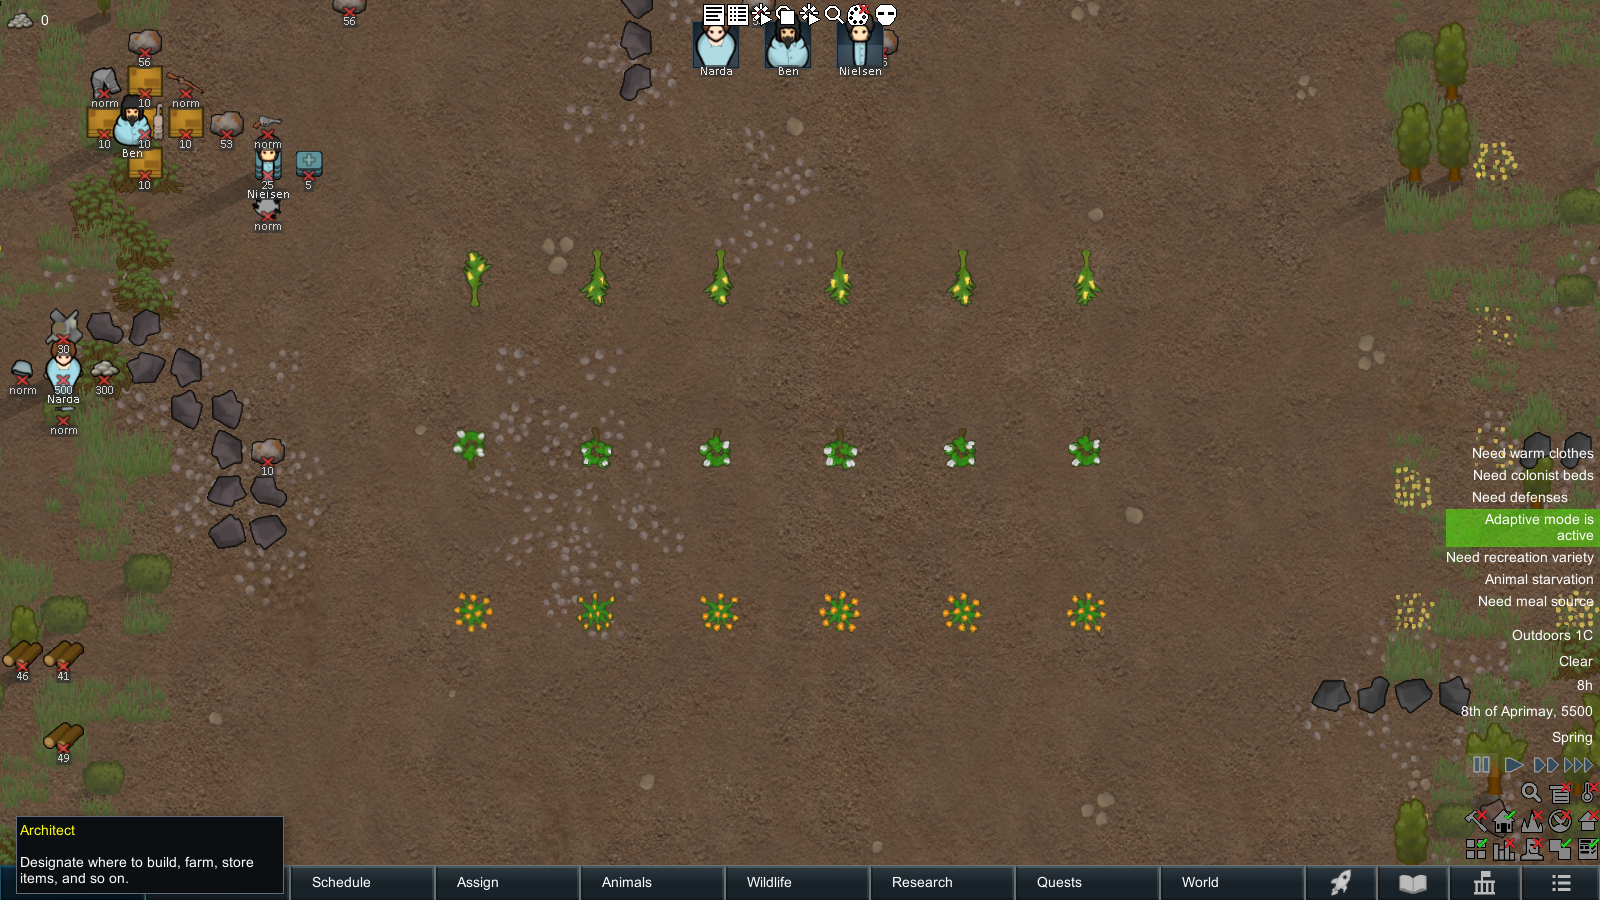 0
56
Narda
Ben
Nielsen
56
norm
10
norm
10
10
10
53
norm
Ben
10
25
5
Nielsen
norm
30
norm
500
300
Narda
norm
10
Need warm clothes
Need colonist beds
Need defenses
Adaptive mode is
active
Need recreation variety
Animal starvation
Need meal source
Outdoors 1C
Clear
8h
8th of Aprimay, 5500
Spring
46
41
49
Architect
Designate where to build, farm, store
items, and so on.
Schedule
Assign
Animals
Wildlife
Research
Quests
World